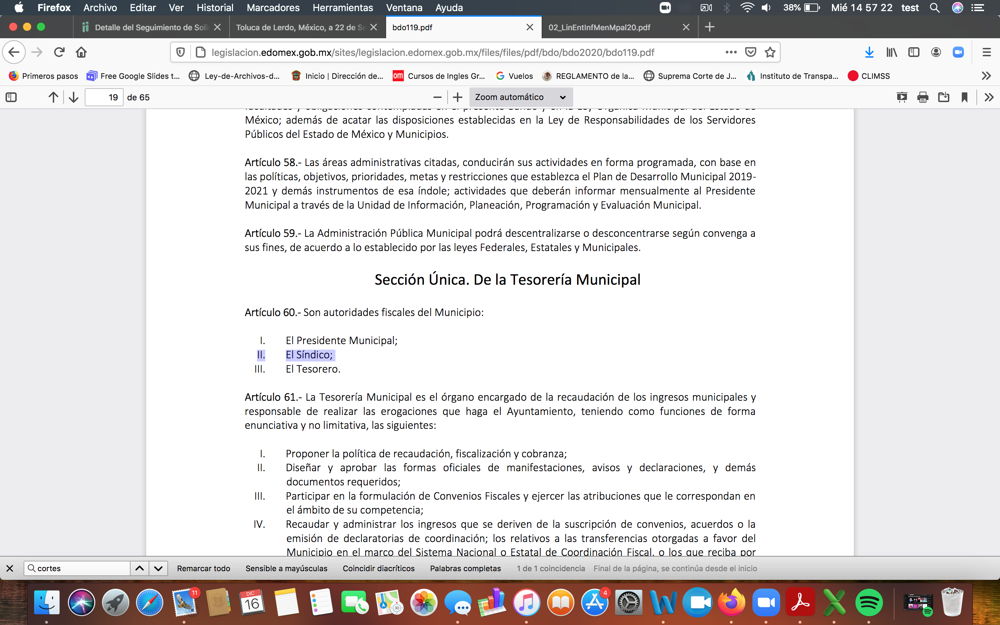 Firefox Archivo Editar Ver Historial Marcadores Herramientas Ventana Ayuda 38% Mié 14 57 22 test
Detalle del Seguimiento de Soli Toluca de Lerdo, México, a 22 de Se bdo119.pdf 02_LinEntInfMenMpal20.pdf
legislacion.edomex.gob.mx/sites/legislacion.edomex.gob.mx/files/files/pdf/bdo/bdo2020/bdo119.pdf
Primeros pasos Free Google Slides t... Ley-de-Archivos-d... Inicio | Dirección de... om Cursos de Ingles Gr... Vuelos REGLAMENTO de la... Suprema Corte de J... Instituto de Transpa... CLIMSS
19 de 65 Zoom automático
facultades y obligaciones contempladas en el presente Bando y en la Ley Orgánica Municipal del Estado de
México; además de acatar las disposiciones establecidas en la Ley de Responsabilidades de los Servidores
Públicos del Estado de México y Municipios.
Artículo 58.- Las áreas administrativas citadas, conducirán sus actividades en forma programada, con base en
las políticas, objetivos, prioridades, metas y restricciones que establezca el Plan de Desarrollo Municipal 2019-
2021 y demás instrumentos de esa índole; actividades que deberán informar mensualmente al Presidente
Municipal a través de la Unidad de Información, Planeación, Programación y Evaluación Municipal.
Artículo 59.- La Administración Pública Municipal podrá descentralizarse o desconcentrarse según convenga a
sus fines, de acuerdo a lo establecido por las leyes Federales, Estatales y Municipales.
Sección Única. De la Tesorería Municipal
Artículo 60.- Son autoridades fiscales del Municipio:
I. El Presidente Municipal;
II. El Síndico;
III. El Tesorero.
Artículo 61.- La Tesorería Municipal es el órgano encargado de la recaudación de los ingresos municipales y
responsable de realizar las erogaciones que haga el Ayuntamiento, teniendo como funciones de forma
enunciativa y no limitativa, las siguientes:
I. Proponer la política de recaudación, fiscalización y cobranza;
II. Diseñar y aprobar las formas oficiales de manifestaciones, avisos y declaraciones, y demás
documentos requeridos;
III. Participar en la formulación de Convenios Fiscales y ejercer las atribuciones que le correspondan en
el ámbito de su competencia;
IV. Recaudar y administrar los ingresos que se deriven de la suscripción de convenios, acuerdos o la
emisión de declaratorias de coordinación; los relativos a las transferencias otorgadas a favor del
Municipio en el marco del Sistema Nacional o Estatal de Coordinación Fiscal, o los que reciba por
cortes Remarcar todo Sensible a mayúsculas Coincidir diacríticos Palabras completas 1 de 1 coincidencia Final de la página, se continúa desde el inicio
11 DIC 16 3D 4